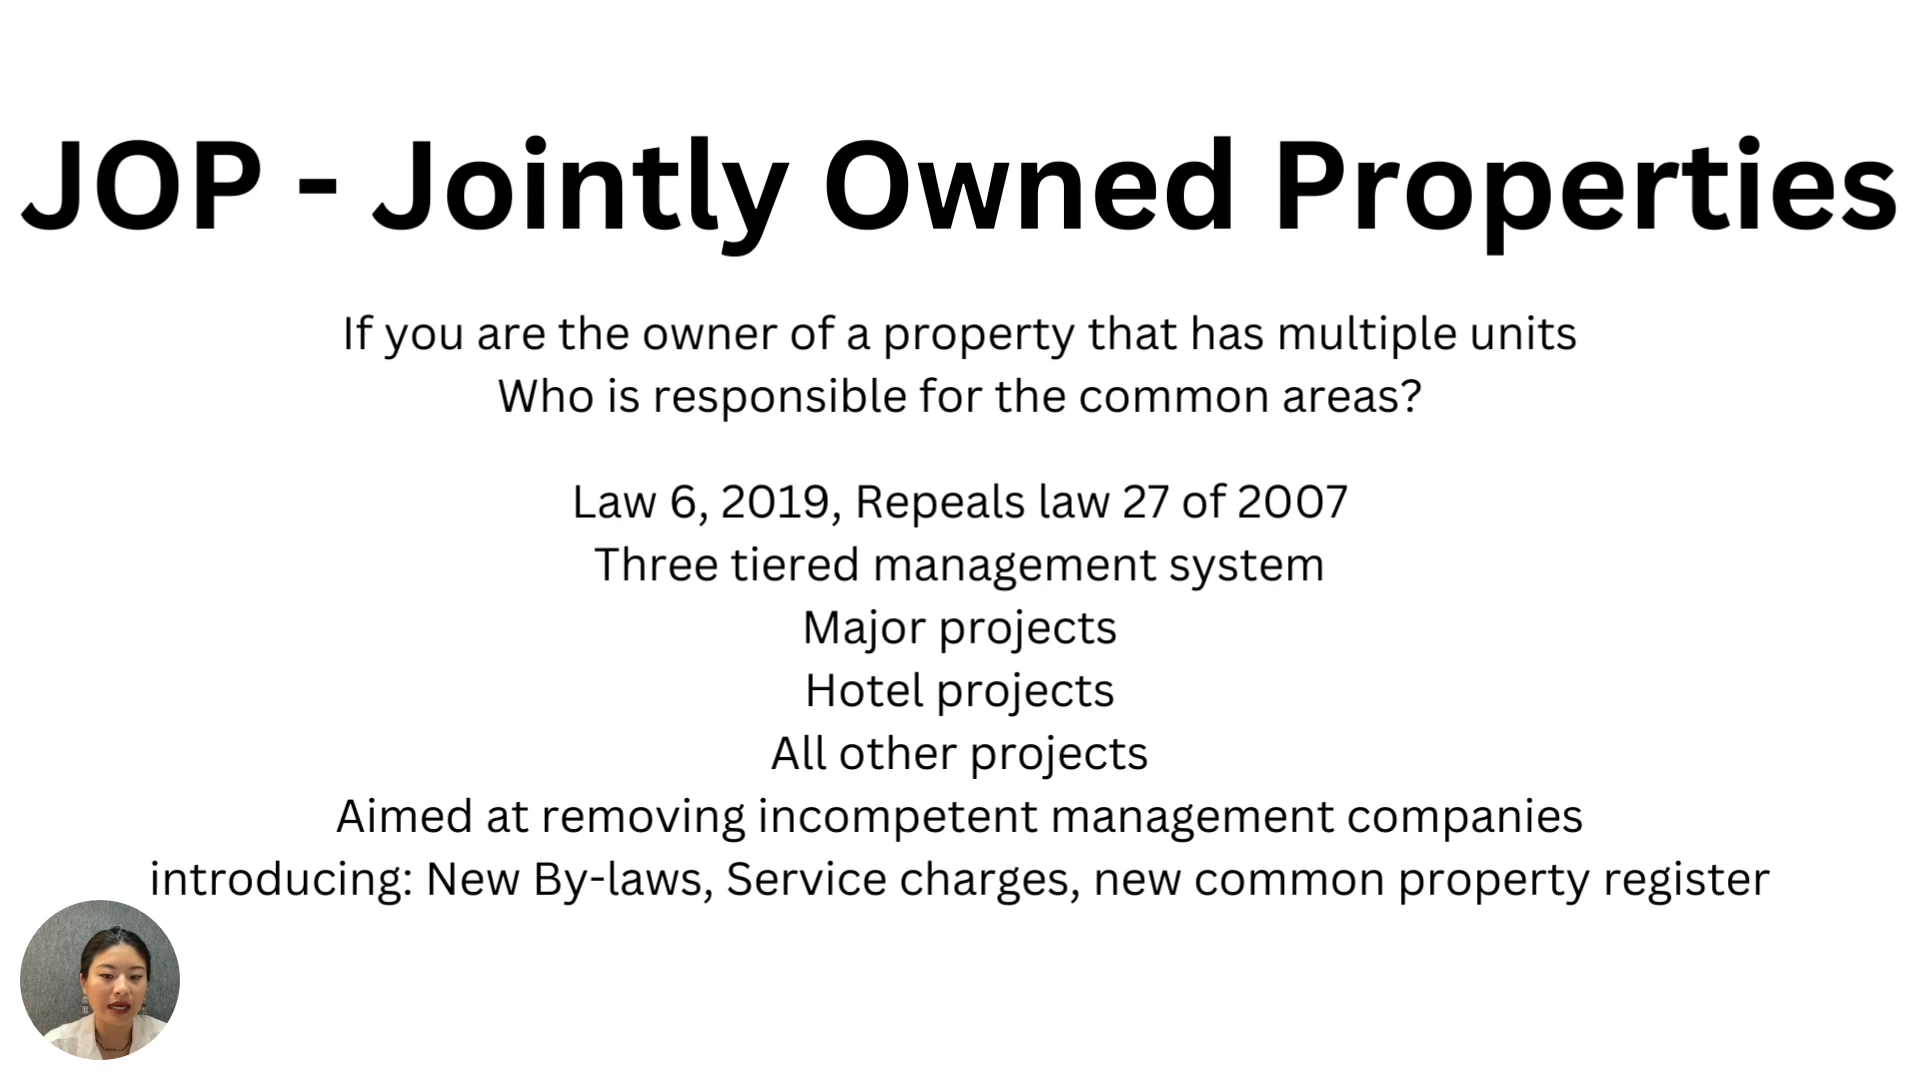 JOP - Jointly Owned Properties
If you are the owner of a property that has multiple units
Who is responsible for the common areas?
Law 6, 2019, Repeals law 27 of 2007
Three tiered management system
Major projects
Hotel projects
All other projects
Aimed at removing incompetent management companies
introducing: New By-laws, Service charges, new common property register